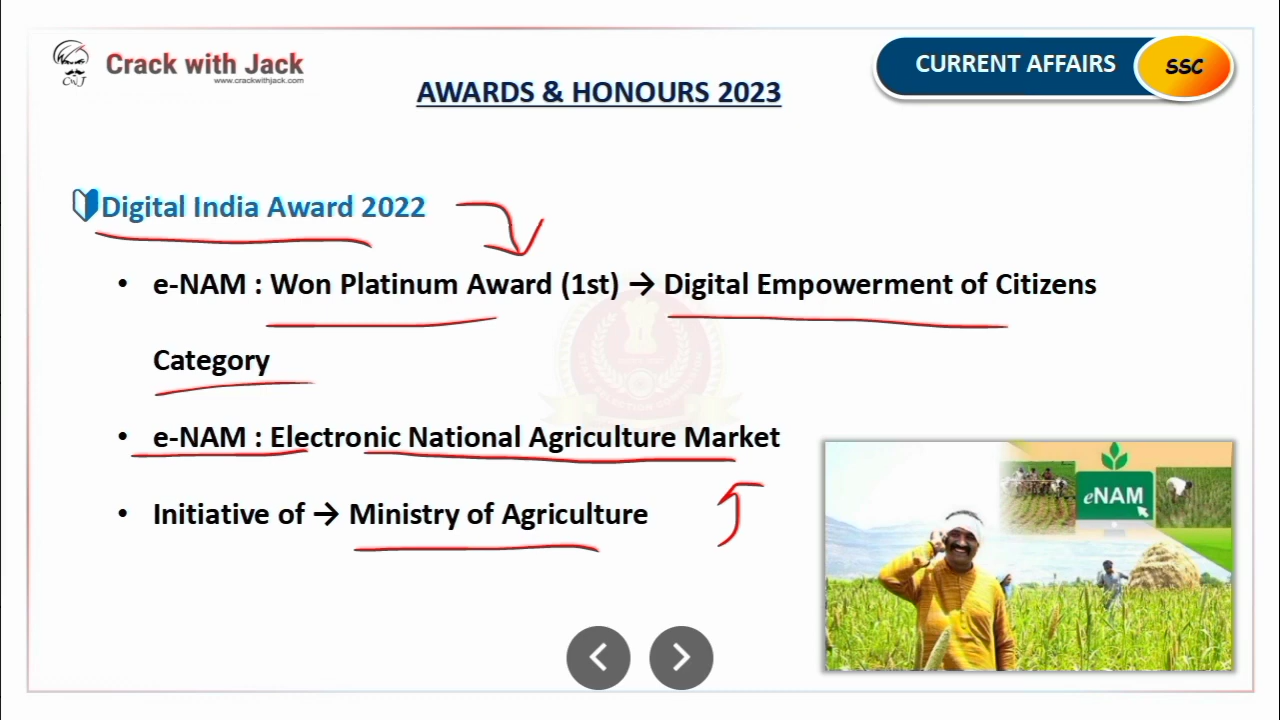 Crack with Jack
www.crackwithjack.com
CWJ
CURRENT AFFAIRS
SSC
AWARDS & HONOURS 2023
Digital India Award 2022
• e-NAM : Won Platinum Award (1st) → Digital Empowerment of Citizens
Category
• e-NAM : Electronic National Agriculture Market
• Initiative of → Ministry of Agriculture
eNAM